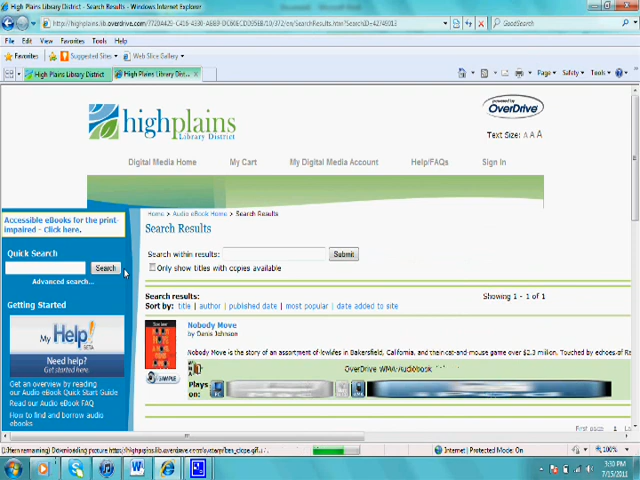 High Plains Library District - Search Results - Windows Internet Explorer
GoodSearch
File Edit View Favorites Tools Help
Favorites Suggested Sites Web Slice Gallery
High Plains Library District High Plains Library Dist...
Page Safety Tools
highplains
Library District
powered by
OverDrive
Text Size: A A A
Digital Media Home My Cart My Digital Media Account Help/FAQs Sign In
Accessible eBooks for the print-impaired - Click here.
Home > Audio eBook Home > Search Results
Search Results
Quick Search
Search
Advanced search...
Search within results: Submit
Only show titles with copies available
Getting Started
My Help!
BETA
Need help?
Get started here.
Get an overview by reading
our Audio eBook Quick Start Guide
Read our Audio eBook FAQ
How to find and borrow audio
ebooks
Search results: Showing 1 - 1 of 1
Sort by: title | author | published date | most popular | date added to site
Nobody Move
by Denis Johnson
Nobody Move is the story of an assortment of lowlifes in Bakersfield, California, and their cat-and-mouse game over $2.3 million. Touched by echoes of
SAMPLE
OverDrive WMA Audiobook
Plays
on:
Internet | Protected Mode: On
100%
3:30 PM
7/15/2011